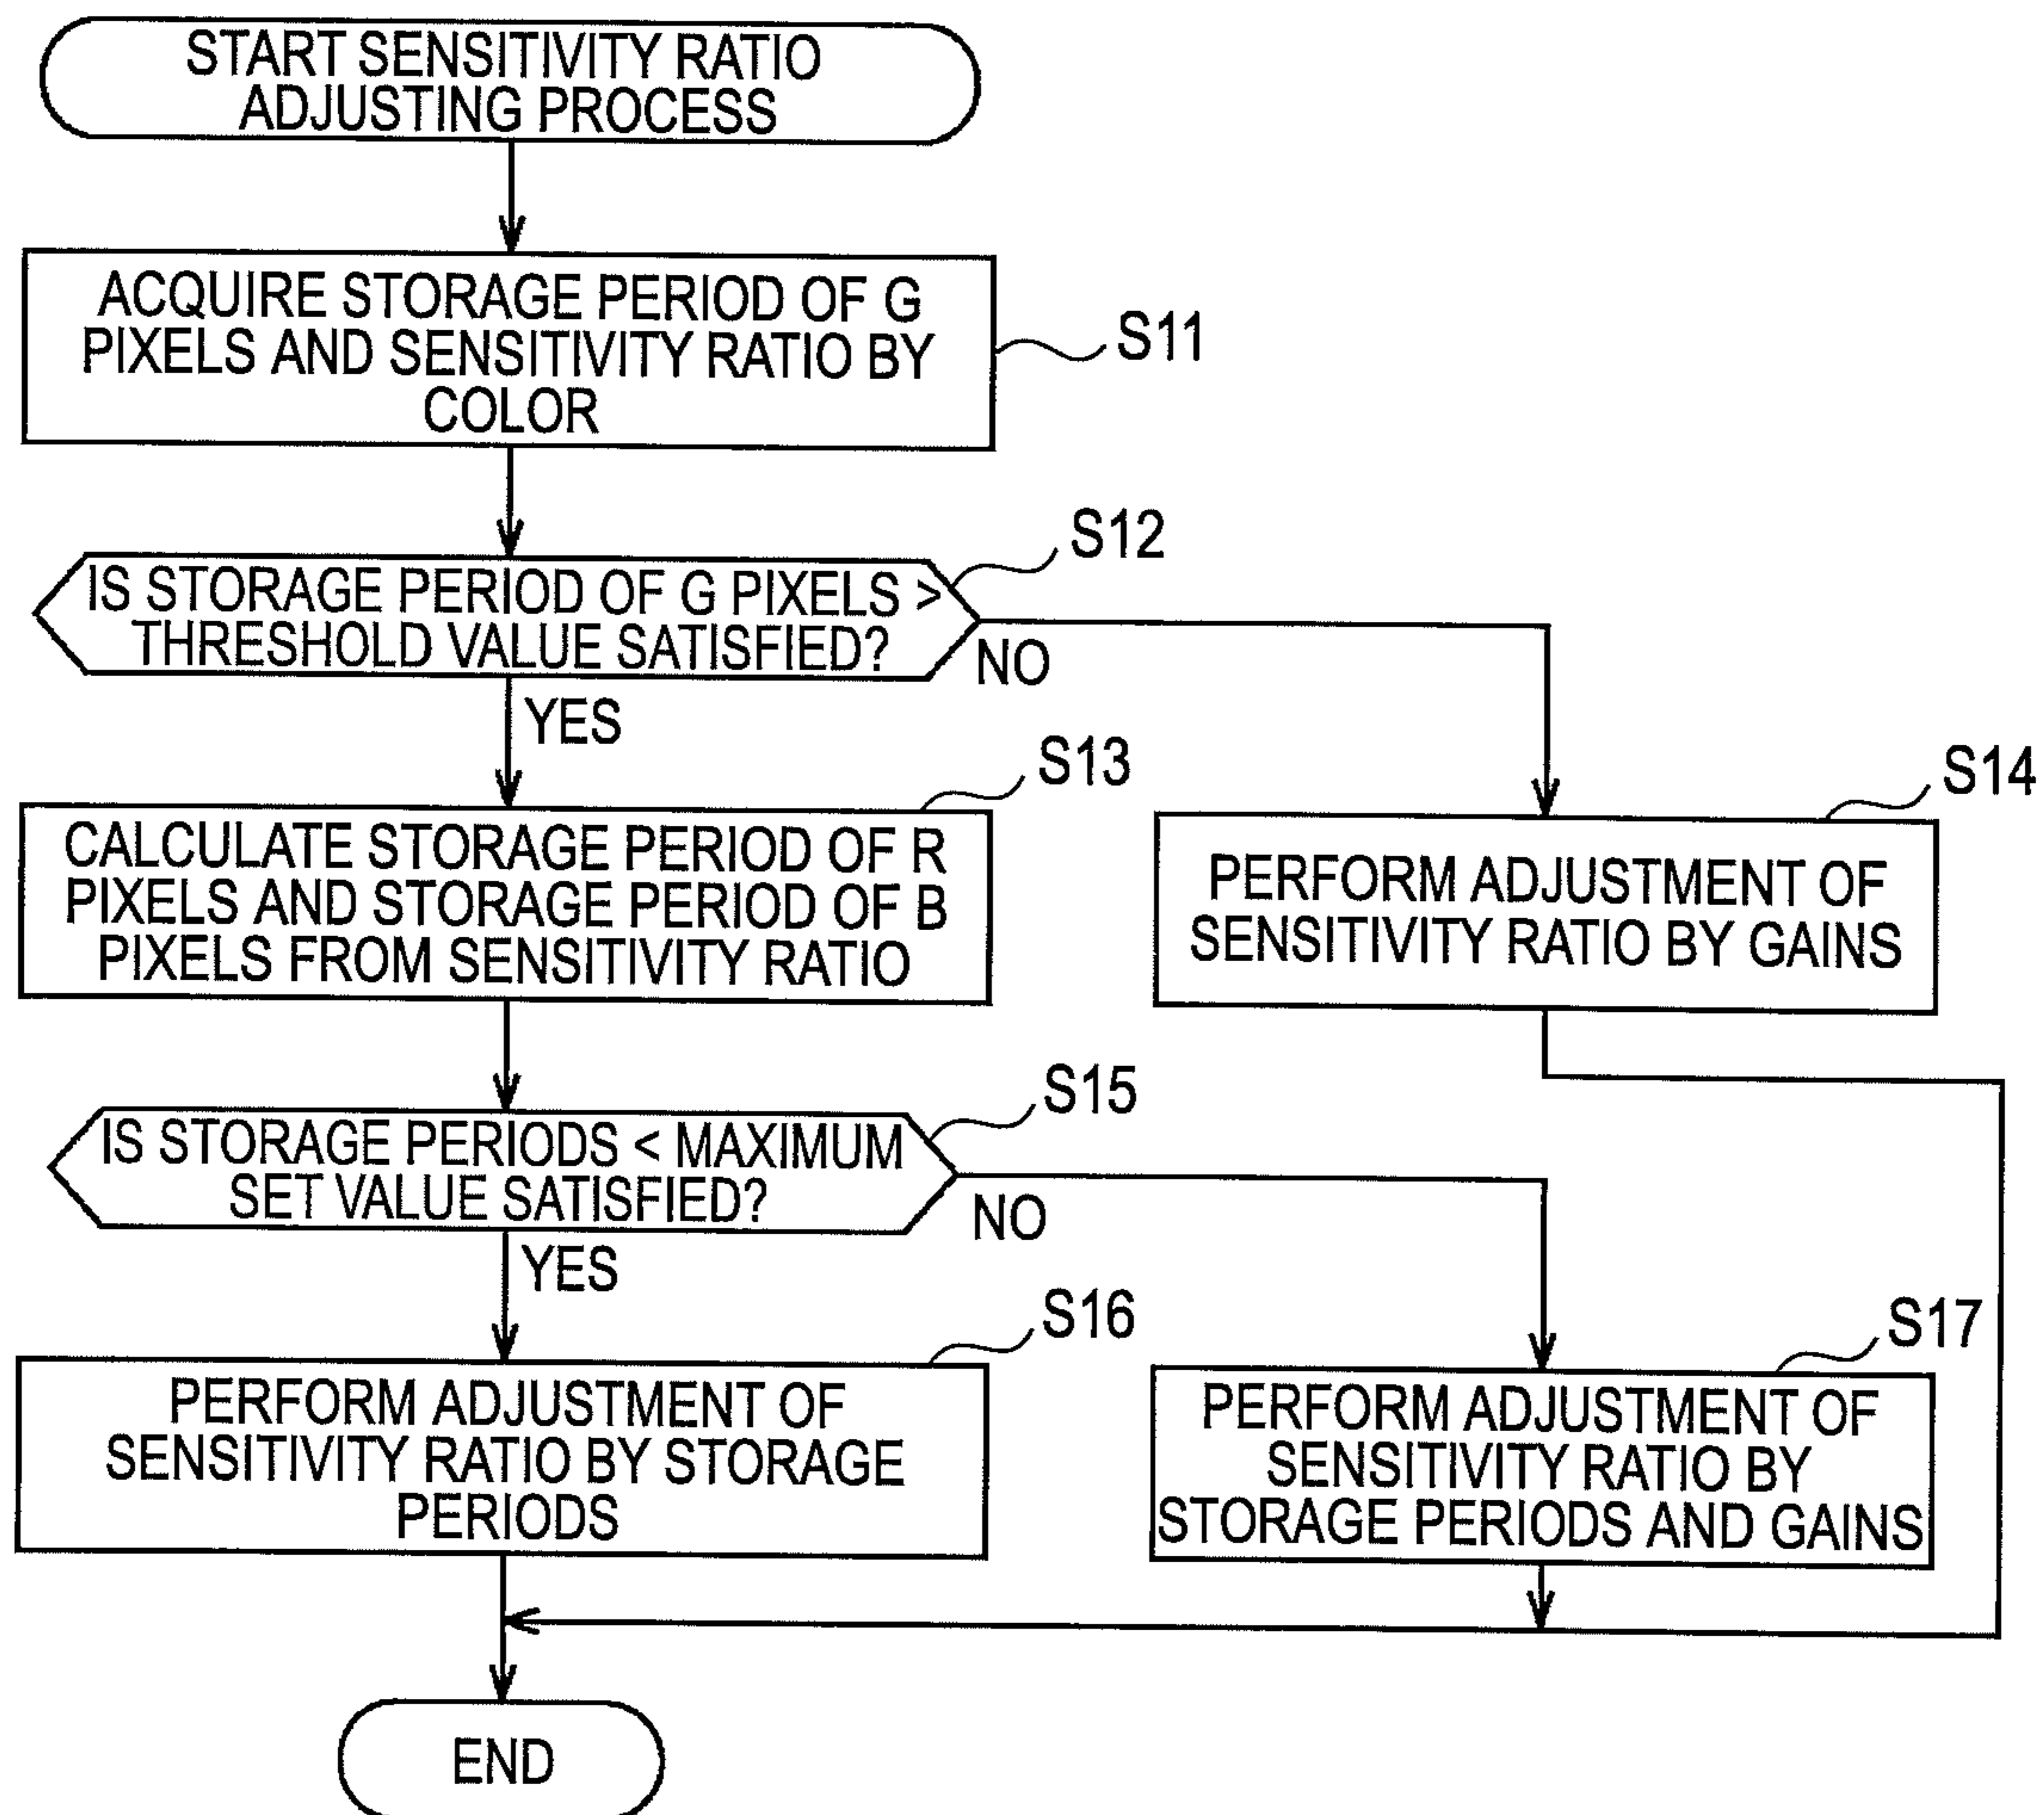 START SENSITIVITY RATIO
ADJUSTING PROCESS
ACQUIRE STORAGE PERIOD OF G
PIXELS AND SENSITIVITY RATIO BY
COLOR
S11
S12
IS STORAGE PERIOD OF G PIXELS >
THRESHOLD VALUE SATISFIED?
NO
YES
S13
CALCULATE STORAGE PERIOD OF R
PIXELS AND STORAGE PERIOD OF B
PIXELS FROM SENSITIVITY RATIO
S14
PERFORM ADJUSTMENT OF
SENSITIVITY RATIO BY GAINS
S15
IS STORAGE PERIODS < MAXIMUM
SET VALUE SATISFIED?
NO
YES
S16
PERFORM ADJUSTMENT OF
SENSITIVITY RATIO BY STORAGE
PERIODS
S17
PERFORM ADJUSTMENT OF
SENSITIVITY RATIO BY
STORAGE PERIODS AND GAINS
END